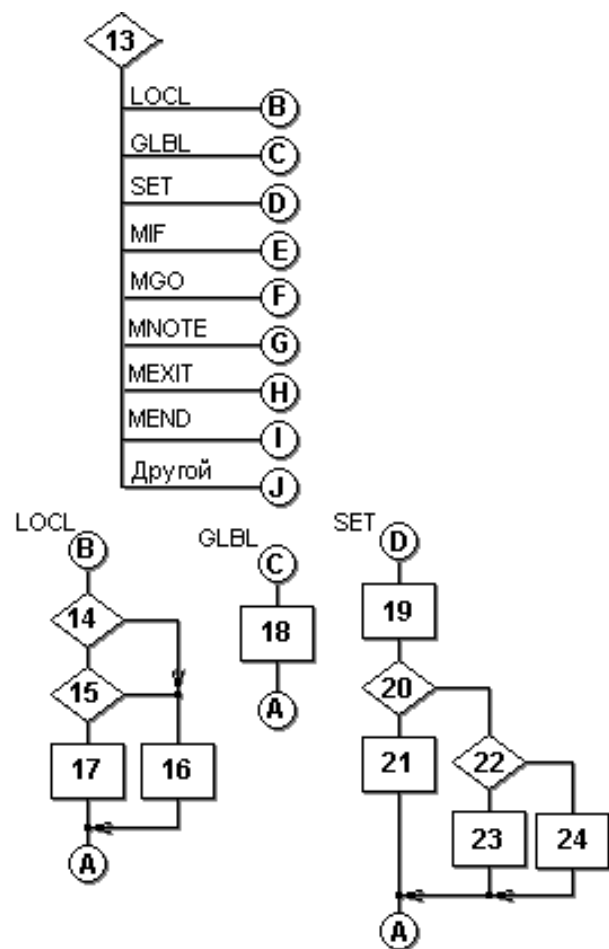 13
LOCL B
GLBL C
SET D
MIF E
MGO F
MNOTE G
MEXIT H
MEND I
Другой J
LOCL GLBL SET
B C D
14 18 19
15 20
17 16 A 21 22
23 24
A A